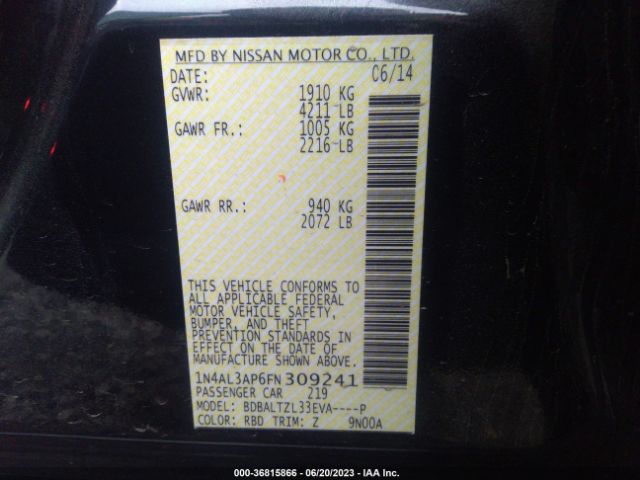 MFD BY NISSAN MOTOR CO., LTD.
DATE: C6/14
GVWR: 1910 KG
4211 LB
GAWR FR.: 1005 KG
2216 LB
GAWR RR.: 940 KG
2072 LB
THIS VEHICLE CONFORMS TO
ALL APPLICABLE FEDERAL
MOTOR VEHICLE SAFETY,
BUMPER, AND THEFT
PREVENTION STANDARDS IN
EFFECT ON THE DATE OF
MANUFACTURE SHOWN ABOVE.
1N4AL3AP6FN309241
PASSENGER CAR 219
MODEL: BDBALTZL33EVA----P
COLOR: RBD TRIM: Z 9N00A
000-36815866 - 06/20/2023 - IAA Inc.